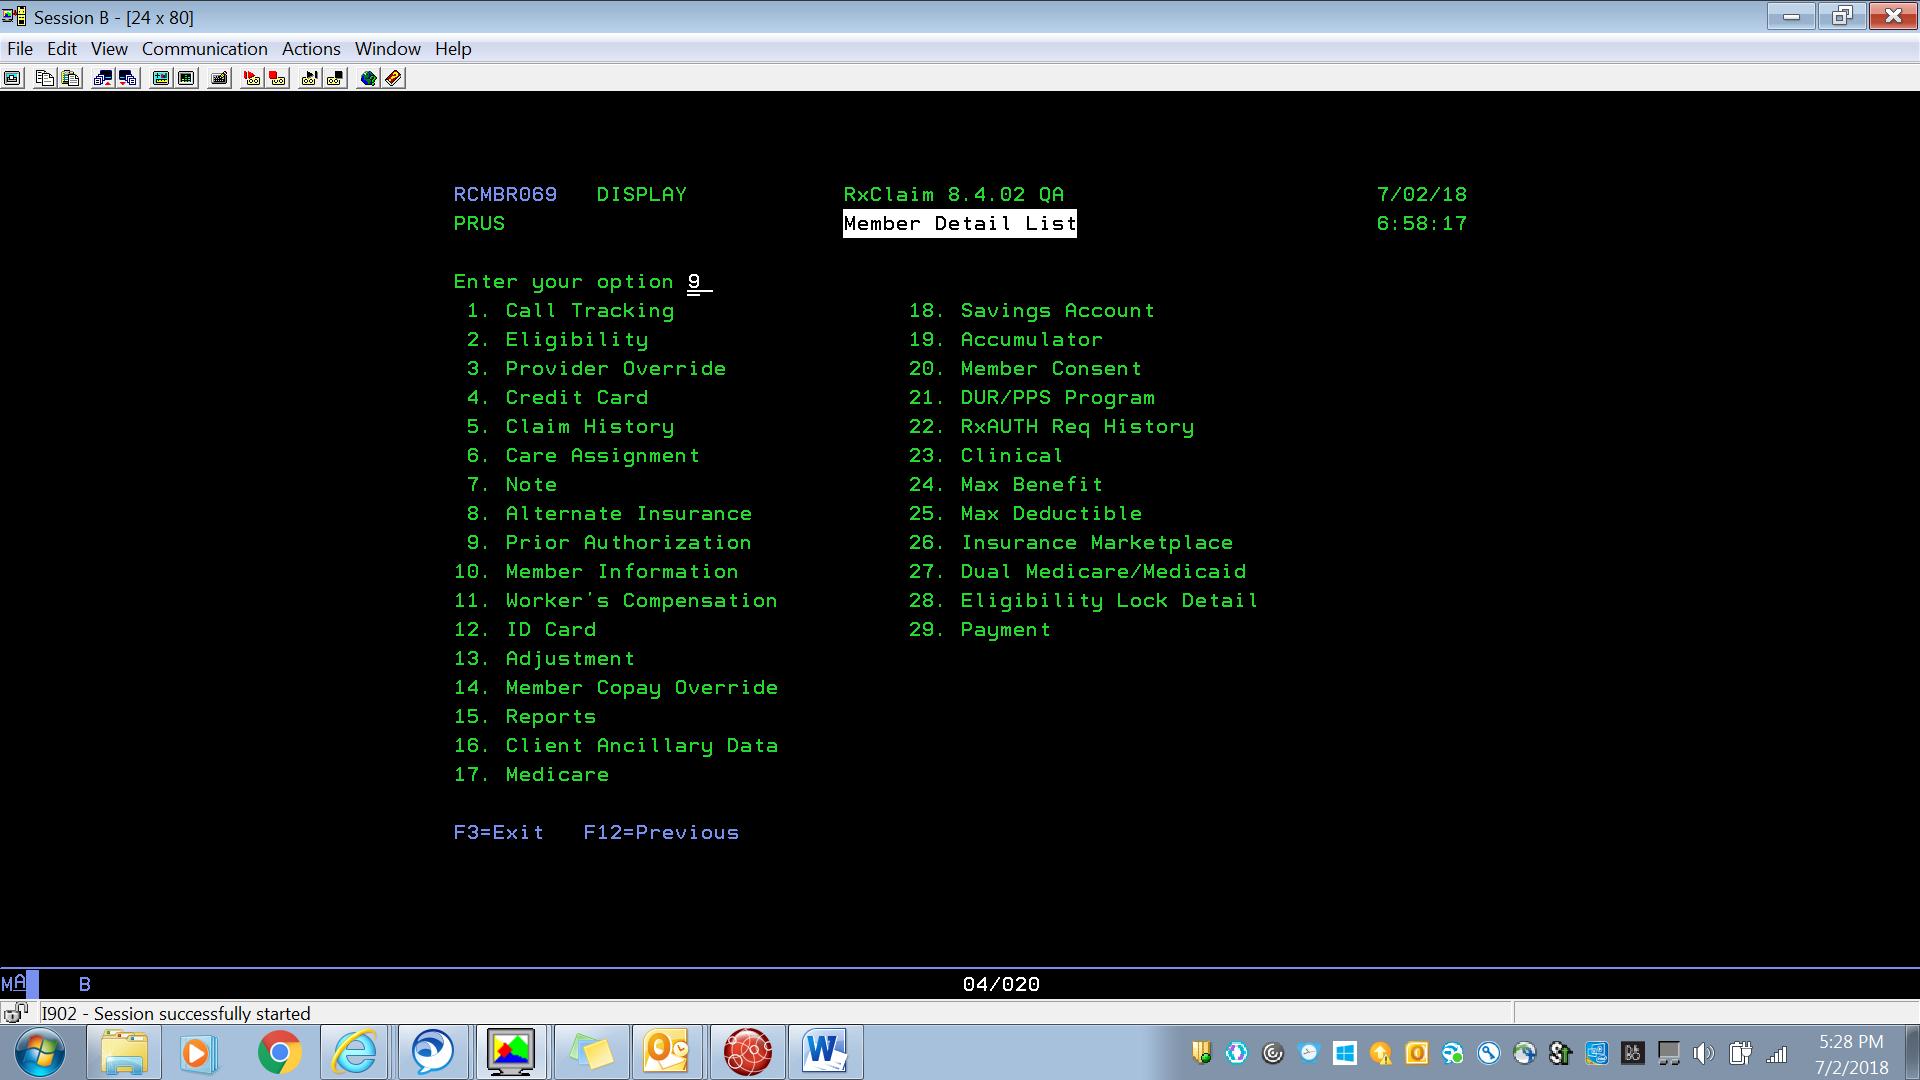 Session B - [24 x 80]
File Edit View Communication Actions Window Help
RCMBR069 DISPLAY RxClaim 8.4.02 QA 7/02/18
PRUS Member Detail List 6:58:17
Enter your option 9_
1. Call Tracking 18. Savings Account
2. Eligibility 19. Accumulator
3. Provider Override 20. Member Consent
4. Credit Card 21. DUR/PPS Program
5. Claim History 22. RxAUTH Req History
6. Care Assignment 23. Clinical
7. Note 24. Max Benefit
8. Alternate Insurance 25. Max Deductible
9. Prior Authorization 26. Insurance Marketplace
10. Member Information 27. Dual Medicare/Medicaid
11. Worker's Compensation 28. Eligibility Lock Detail
12. ID Card 29. Payment
13. Adjustment
14. Member Copay Override
15. Reports
16. Client Ancillary Data
17. Medicare
F3=Exit F12=Previous
MA B 04/020
I902 - Session successfully started
5:28 PM
7/2/2018